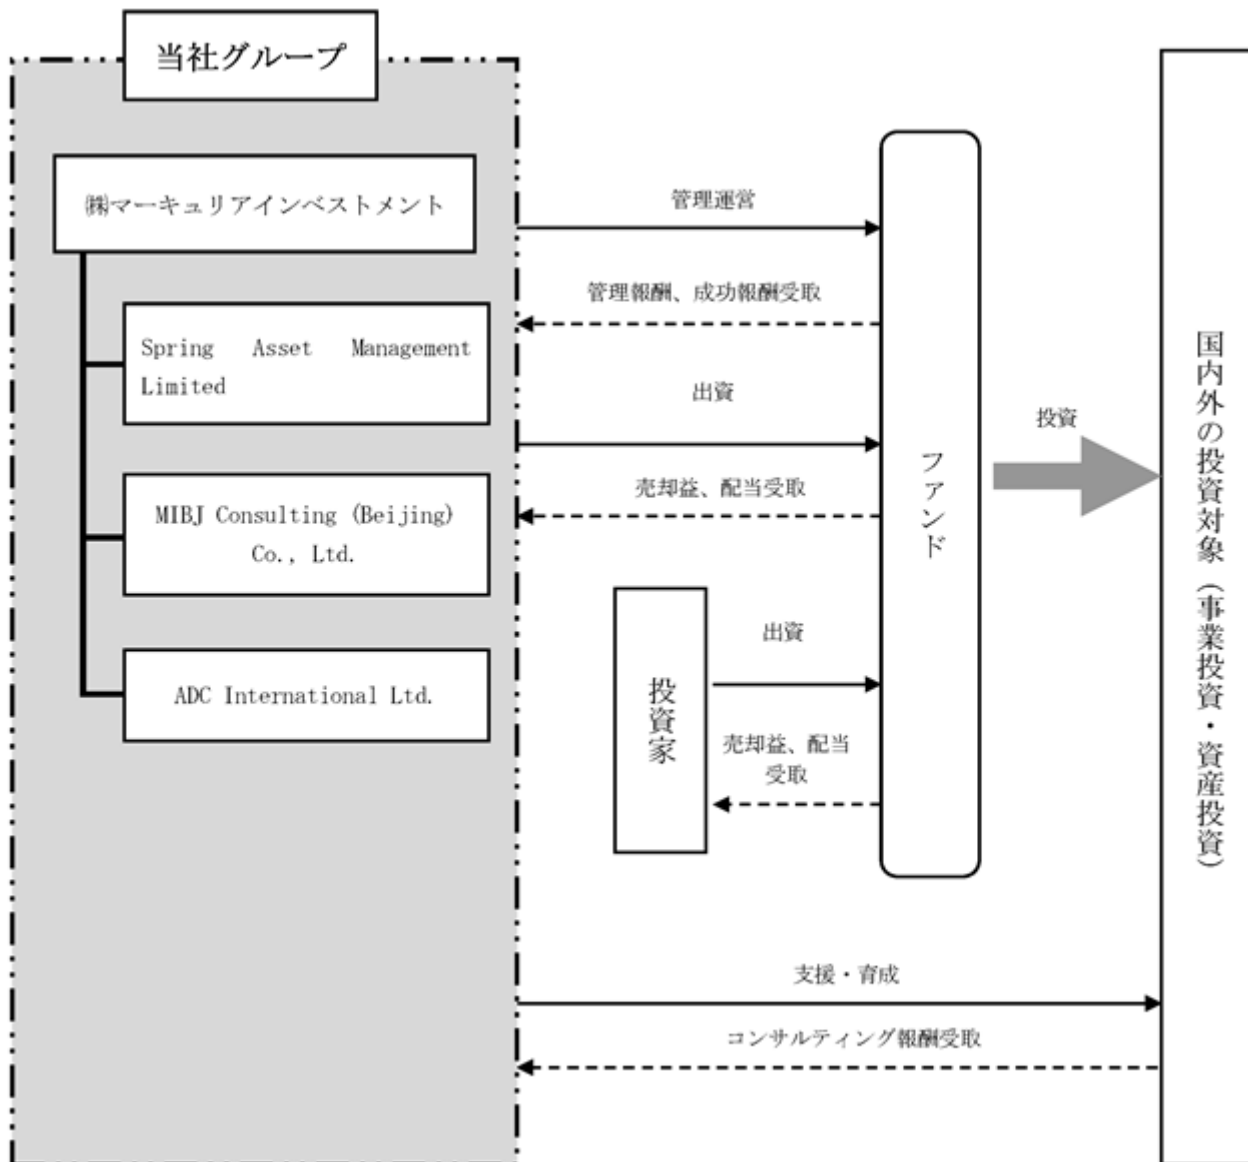 当社グループ
㈱マーキュリアインベストメント
Spring Asset Management
Limited
MIBJ Consulting (Beijing)
Co., Ltd.
ADC International Ltd.
管理運営
管理報酬、成功報酬受取
出資
売却益、配当受取
投資家
出資
売却益、配当
受取
ファンド
投資
国内外の投資対象（事業投資・資産投資）
支援・育成
コンサルティング報酬受取